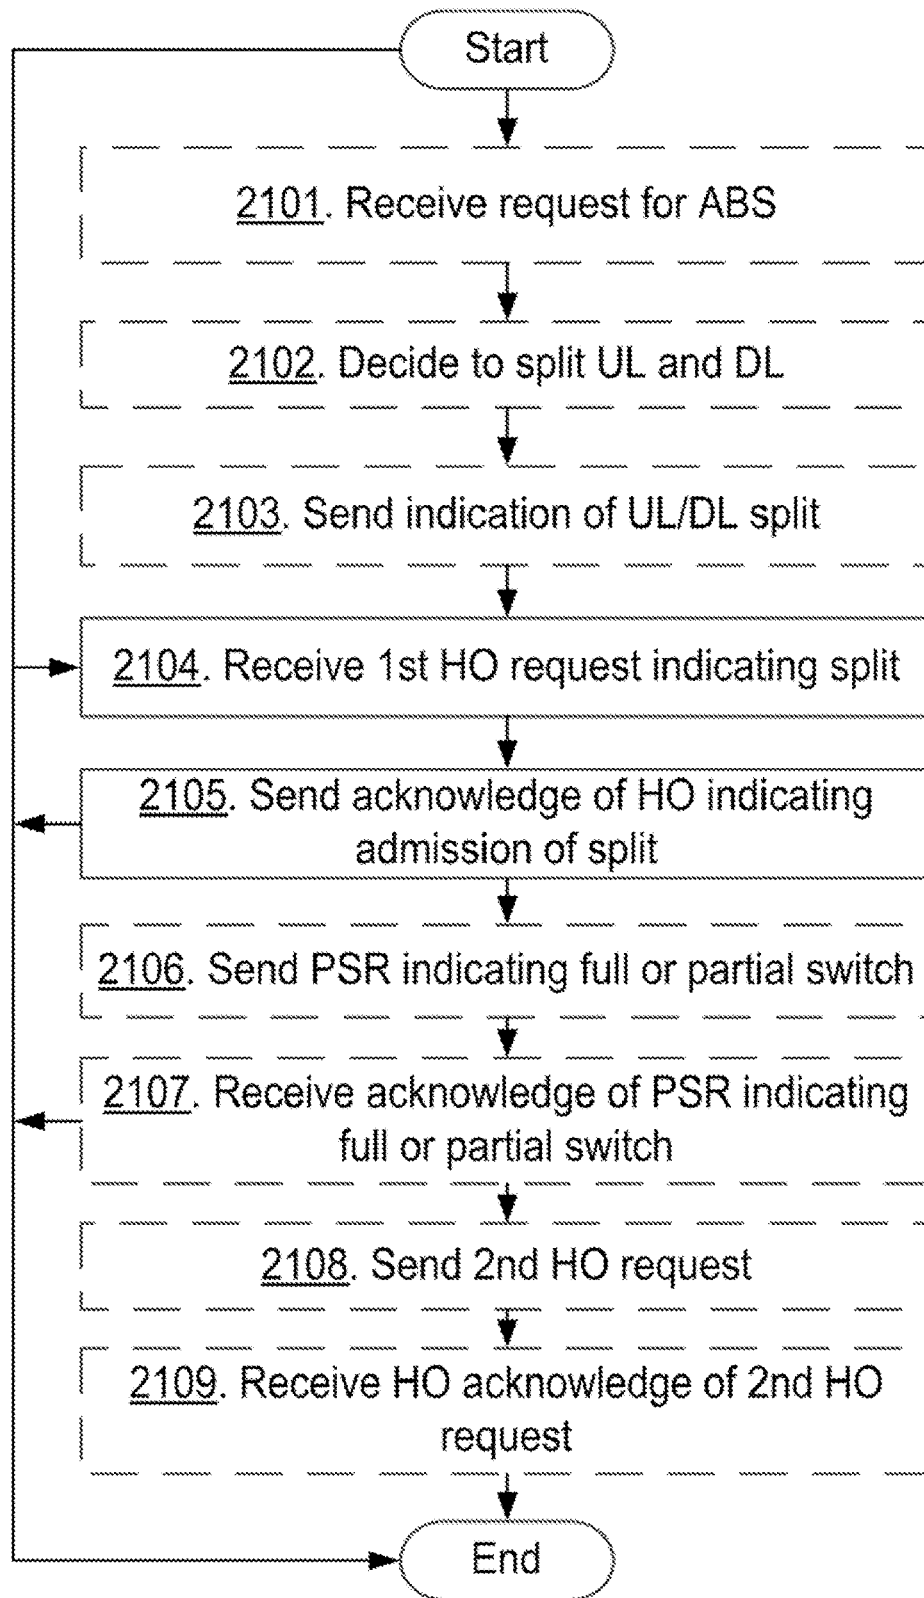 Start
2101. Receive request for ABS
2102. Decide to split UL and DL
2103. Send indication of UL/DL split
2104. Receive 1st HO request indicating split
2105. Send acknowledge of HO indicating
admission of split
2106. Send PSR indicating full or partial switch
2107. Receive acknowledge of PSR indicating
full or partial switch
2108. Send 2nd HO request
2109. Receive HO acknowledge of 2nd HO
request
End